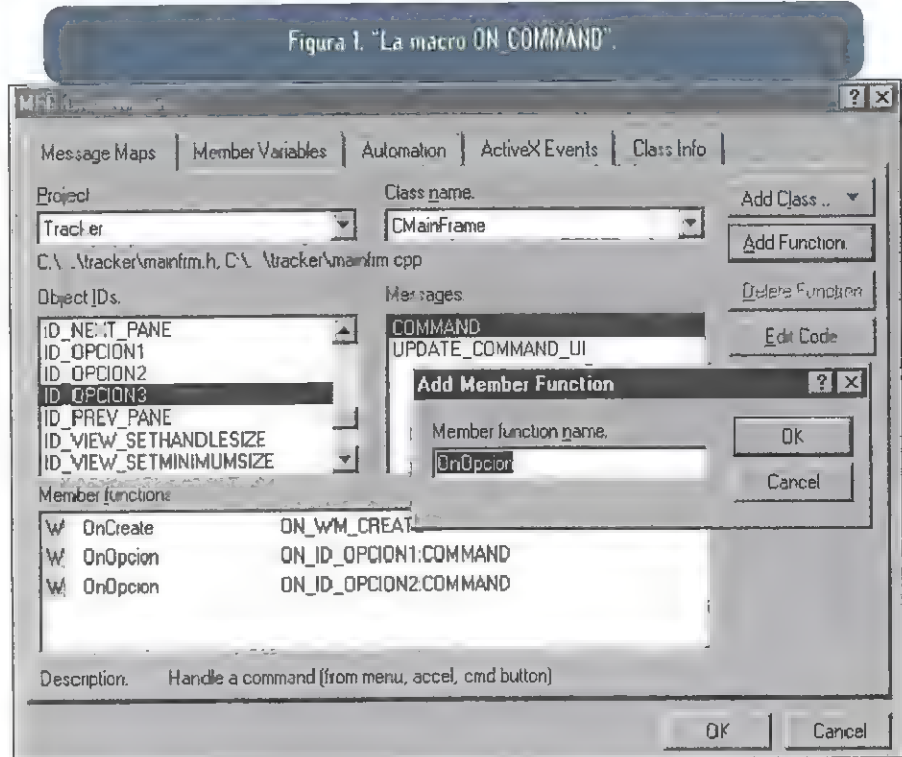 Figura 1. "La macro ON_COMMAND".
Message Maps
Member Variables
Automation
ActiveX Events
Class Info
Project
Class name.
Add Class ..
Tracker
CMainFrame
Add Function.
C:\. .\tracker\mainfrm.h, C:\. \tracker\mainfrm cpp
Object IDs.
Messages
Delete Function
ID_NEXT_PANE
ID_OPCION1
ID_OPCION2
ID_OPCION3
ID_PREV_PANE
ID_VIEW_SETHANDLESIZE
ID_VIEW_SETMINIMUMSIZE
COMMAND
UPDATE_COMMAND_UI
Edit Code
Add Member Function
Member function name.
OnOpcion
OK
Cancel
Member functions
W OnCreate ON_WM_CREATE
W OnOpcion ON_ID_OPCION1:COMMAND
W OnOpcion ON_ID_OPCION2:COMMAND
Description. Handle a command (from menu, accel, cmd button)
OK
Cancel